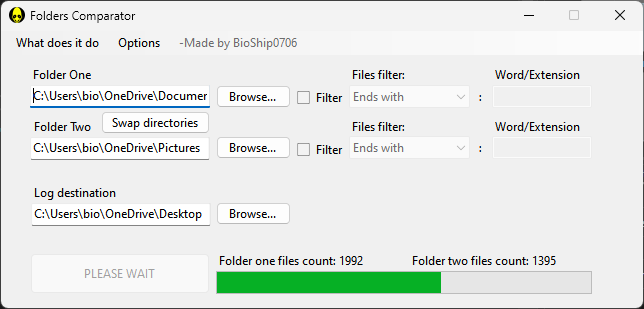 Folders Comparator
What does it do Options -Made by BioShip0706
Folder One Files filter: Word/Extension
C:\Users\bio\OneDrive\Documen Browse... Filter Ends with :
Folder Two Swap directories Files filter: Word/Extension
C:\Users\bio\OneDrive\Pictures Browse... Filter Ends with :
Log destination
C:\Users\bio\OneDrive\Desktop Browse...
PLEASE WAIT Folder one files count: 1992 Folder two files count: 1395